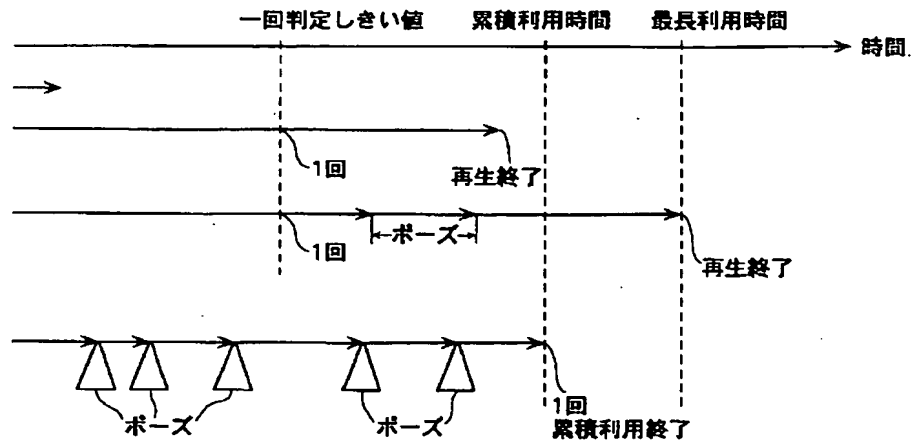 一回判定しきい値 累積利用時間 最長利用時間
時間
1回
再生終了
1回
ポーズ
再生終了
ポーズ
ポーズ
1回
累積利用終了